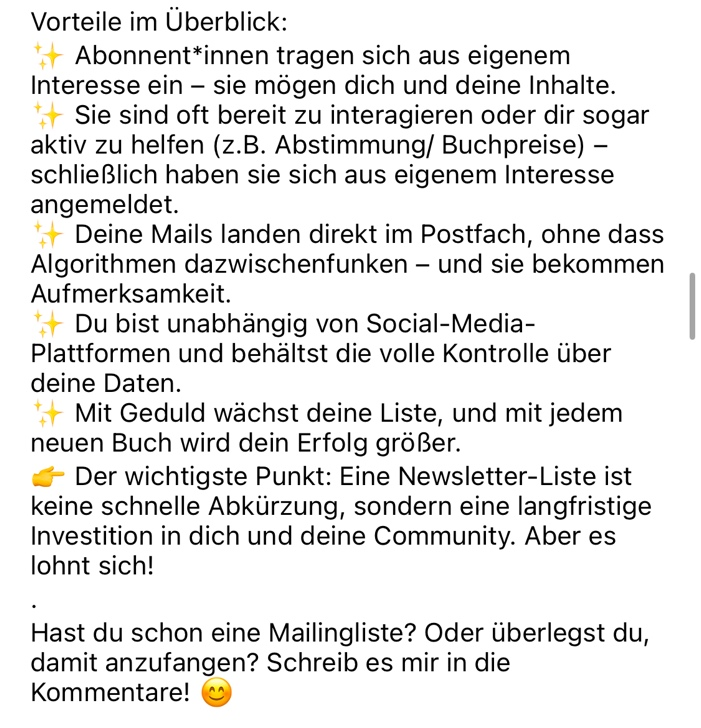 Vorteile im Überblick:
✨ Abonnent*innen tragen sich aus eigenem
Interesse ein – sie mögen dich und deine Inhalte.
✨ Sie sind oft bereit zu interagieren oder dir sogar
aktiv zu helfen (z.B. Abstimmung/ Buchpreise) –
schließlich haben sie sich aus eigenem Interesse
angemeldet.
✨ Deine Mails landen direkt im Postfach, ohne dass
Algorithmen dazwischenfunken – und sie bekommen
Aufmerksamkeit.
✨ Du bist unabhängig von Social-Media-
Plattformen und behältst die volle Kontrolle über
deine Daten.
✨ Mit Geduld wächst deine Liste, und mit jedem
neuen Buch wird dein Erfolg größer.
👉 Der wichtigste Punkt: Eine Newsletter-Liste ist
keine schnelle Abkürzung, sondern eine langfristige
Investition in dich und deine Community. Aber es
lohnt sich!
.
Hast du schon eine Mailingliste? Oder überlegst du,
damit anzufangen? Schreib es mir in die
Kommentare! 😊